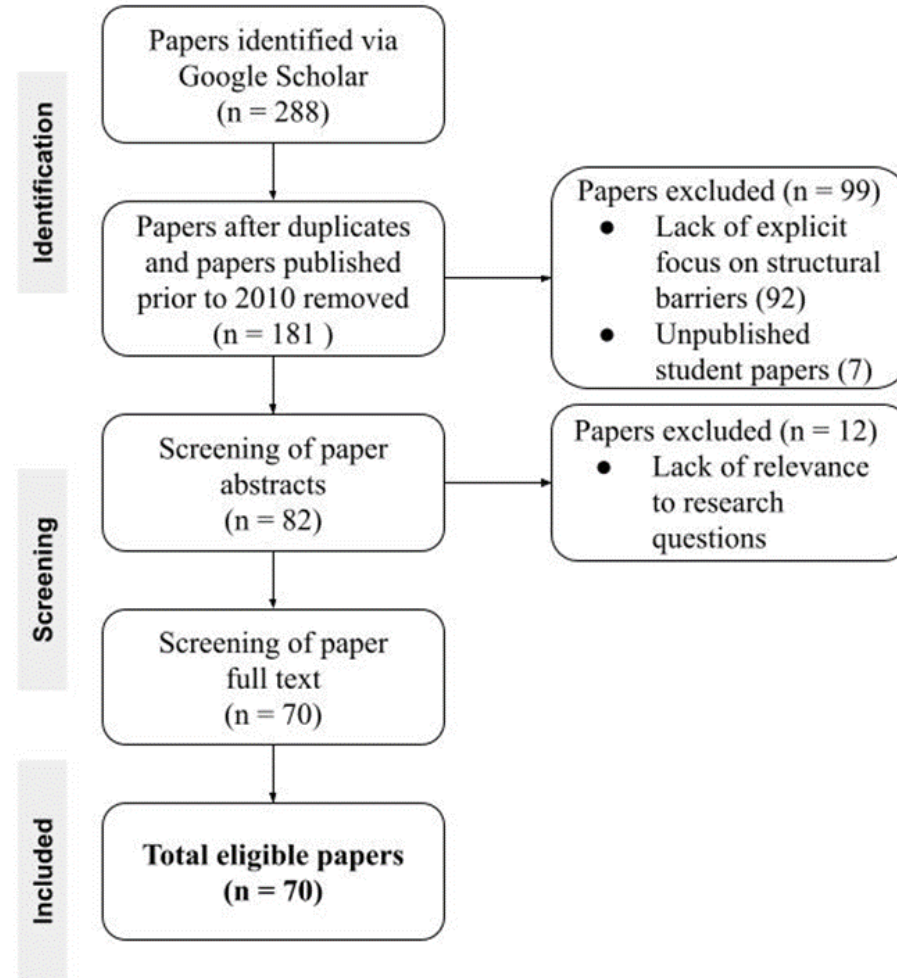 Identification
Papers identified via
Google Scholar
(n = 288)
Papers after duplicates
and papers published
prior to 2010 removed
(n = 181 )
Papers excluded (n = 99)
● Lack of explicit
focus on structural
barriers (92)
● Unpublished
student papers (7)
Screening
Screening of paper
abstracts
(n = 82)
Papers excluded (n = 12)
● Lack of relevance
to research
questions
Screening of paper
full text
(n = 70)
Included
Total eligible papers
(n = 70)